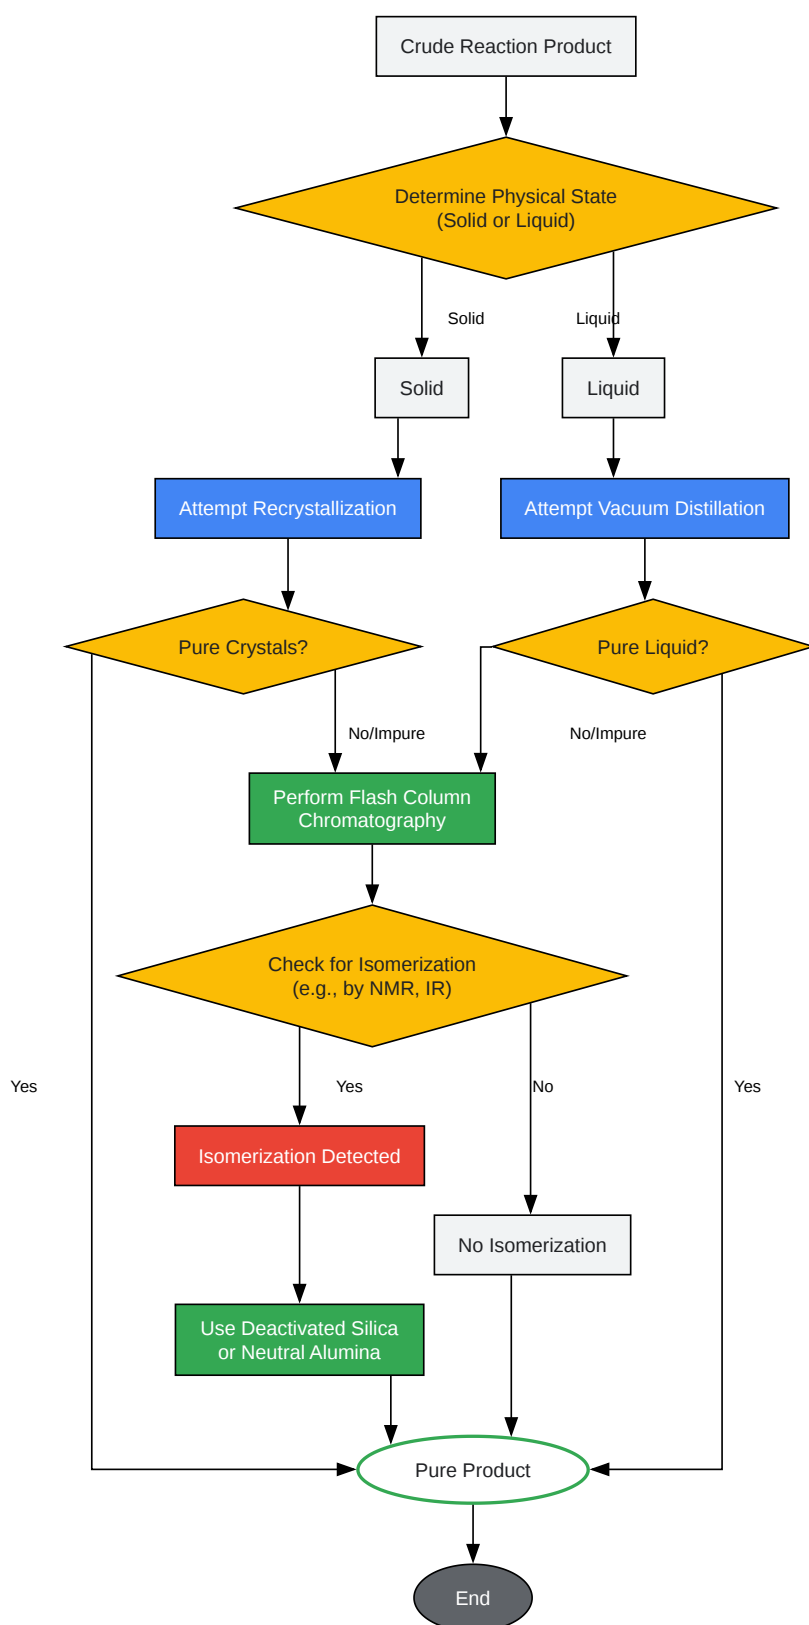 Crude Reaction Product
Determine Physical State
(Solid or Liquid)
Solid
Liquid
Solid
Liquid
Attempt Recrystallization
Attempt Vacuum Distillation
Pure Crystals?
Pure Liquid?
No/Impure
No/Impure
Perform Flash Column
Chromatography
Check for Isomerization
(e.g., by NMR, IR)
Yes
Yes
No
Yes
Isomerization Detected
No Isomerization
Use Deactivated Silica
or Neutral Alumina
Pure Product
End